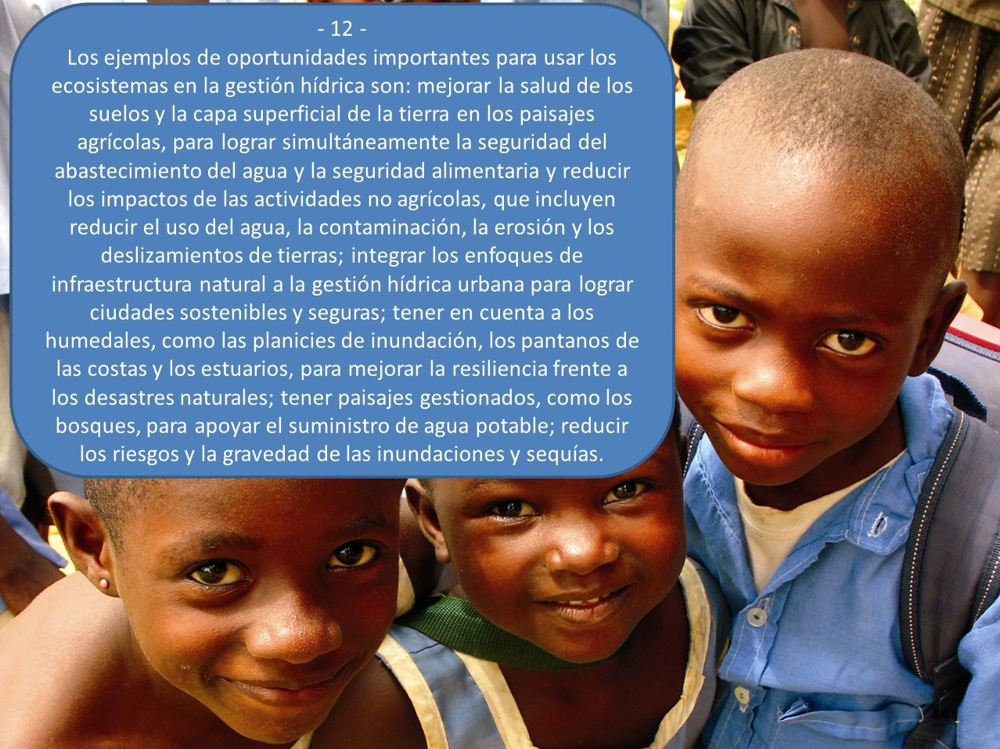 - 12 -
Los ejemplos de oportunidades importantes para usar los
ecosistemas en la gestión hídrica son: mejorar la salud de los
suelos y la capa superficial de la tierra en los paisajes
agrícolas, para lograr simultáneamente la seguridad del
abastecimiento del agua y la seguridad alimentaria y reducir
los impactos de las actividades no agrícolas, que incluyen
reducir el uso del agua, la contaminación, la erosión y los
deslizamientos de tierras; integrar los enfoques de
infraestructura natural a la gestión hídrica urbana para lograr
ciudades sostenibles y seguras; tener en cuenta a los
humedales, como las planicies de inundación, los pantanos de
las costas y los estuarios, para mejorar la resiliencia frente a
los desastres naturales; tener paisajes gestionados, como los
bosques, para apoyar el suministro de agua potable; reducir
los riesgos y la gravedad de las inundaciones y sequías.